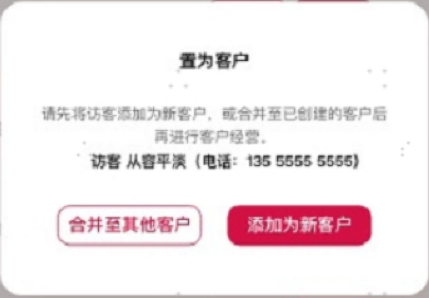 置为客户
请先将访客添加为新客户，或合并至已创建的客户后
再进行客户经营。
访客 从容平淡（电话：135 5555 5555）
合并至其他客户
添加为新客户